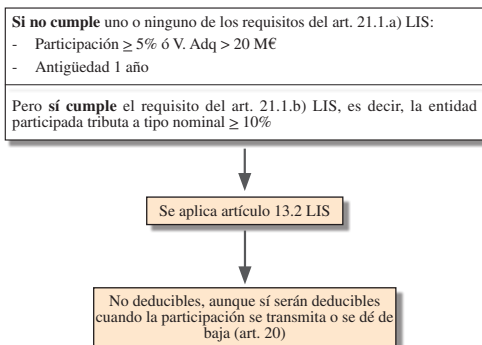 Si no cumple uno o ninguno de los requisitos del art. 21.1.a) LIS:
- Participación ≥ 5% ó V. Adq > 20 M€
- Antigüedad 1 año
Pero sí cumple el requisito del art. 21.1.b) LIS, es decir, la entidad
participada tributa a tipo nominal ≥ 10%
Se aplica artículo 13.2 LIS
No deducibles, aunque sí serán deducibles
cuando la participación se transmita o se dé de
baja (art. 20)